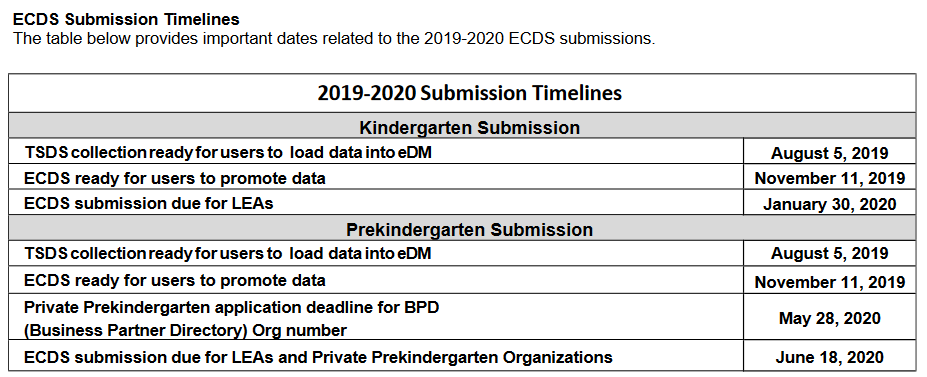 ECDS Submission Timelines
The table below provides important dates related to the 2019-2020 ECDS submissions.
2019-2020 Submission Timelines
Kindergarten Submission
TSDS collection ready for users to load data into eDM August 5, 2019
ECDS ready for users to promote data November 11, 2019
ECDS submission due for LEAs January 30, 2020
Prekindergarten Submission
TSDS collection ready for users to load data into eDM August 5, 2019
ECDS ready for users to promote data November 11, 2019
Private Prekindergarten application deadline for BPD
(Business Partner Directory) Org number May 28, 2020
ECDS submission due for LEAs and Private Prekindergarten Organizations June 18, 2020